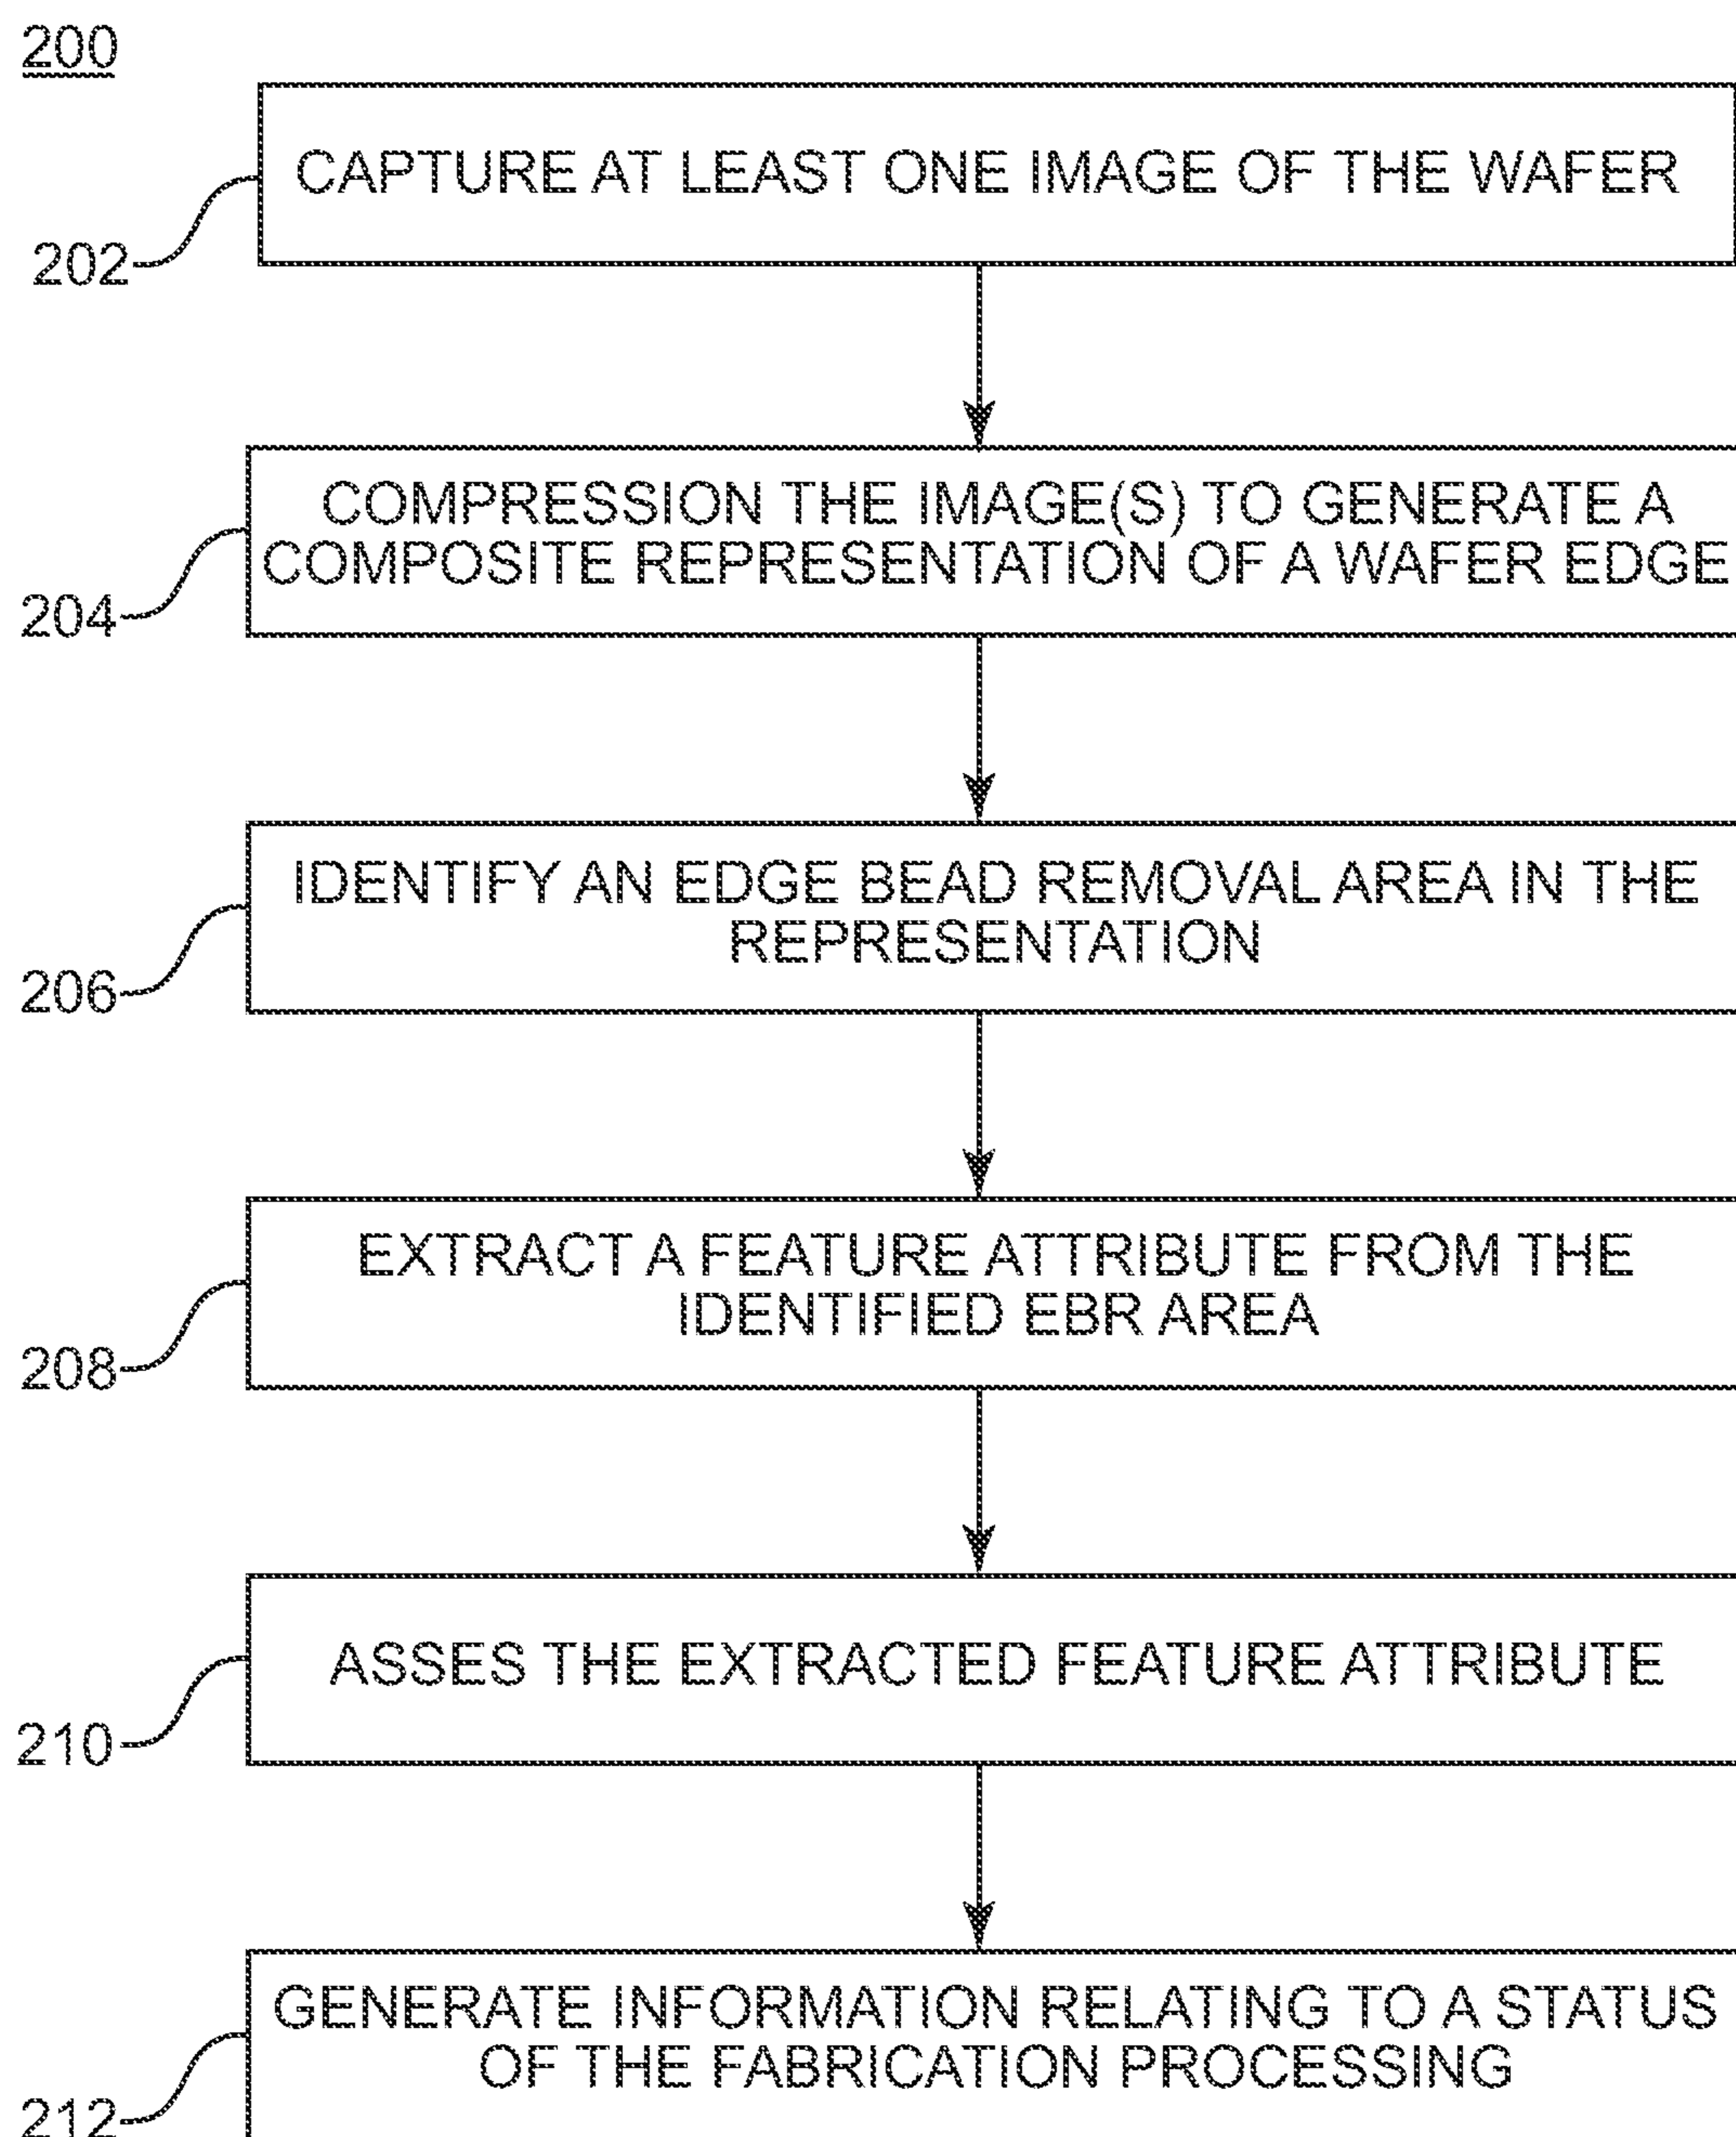 200
CAPTURE AT LEAST ONE IMAGE OF THE WAFER
202
COMPRESSION THE IMAGE(S) TO GENERATE A
COMPOSITE REPRESENTATION OF A WAFER EDGE
204
IDENTIFY AN EDGE BEAD REMOVAL AREA IN THE
REPRESENTATION
206
EXTRACT A FEATURE ATTRIBUTE FROM THE
IDENTIFIED EBR AREA
208
ASSES THE EXTRACTED FEATURE ATTRIBUTE
210
GENERATE INFORMATION RELATING TO A STATUS
OF THE FABRICATION PROCESSING
212